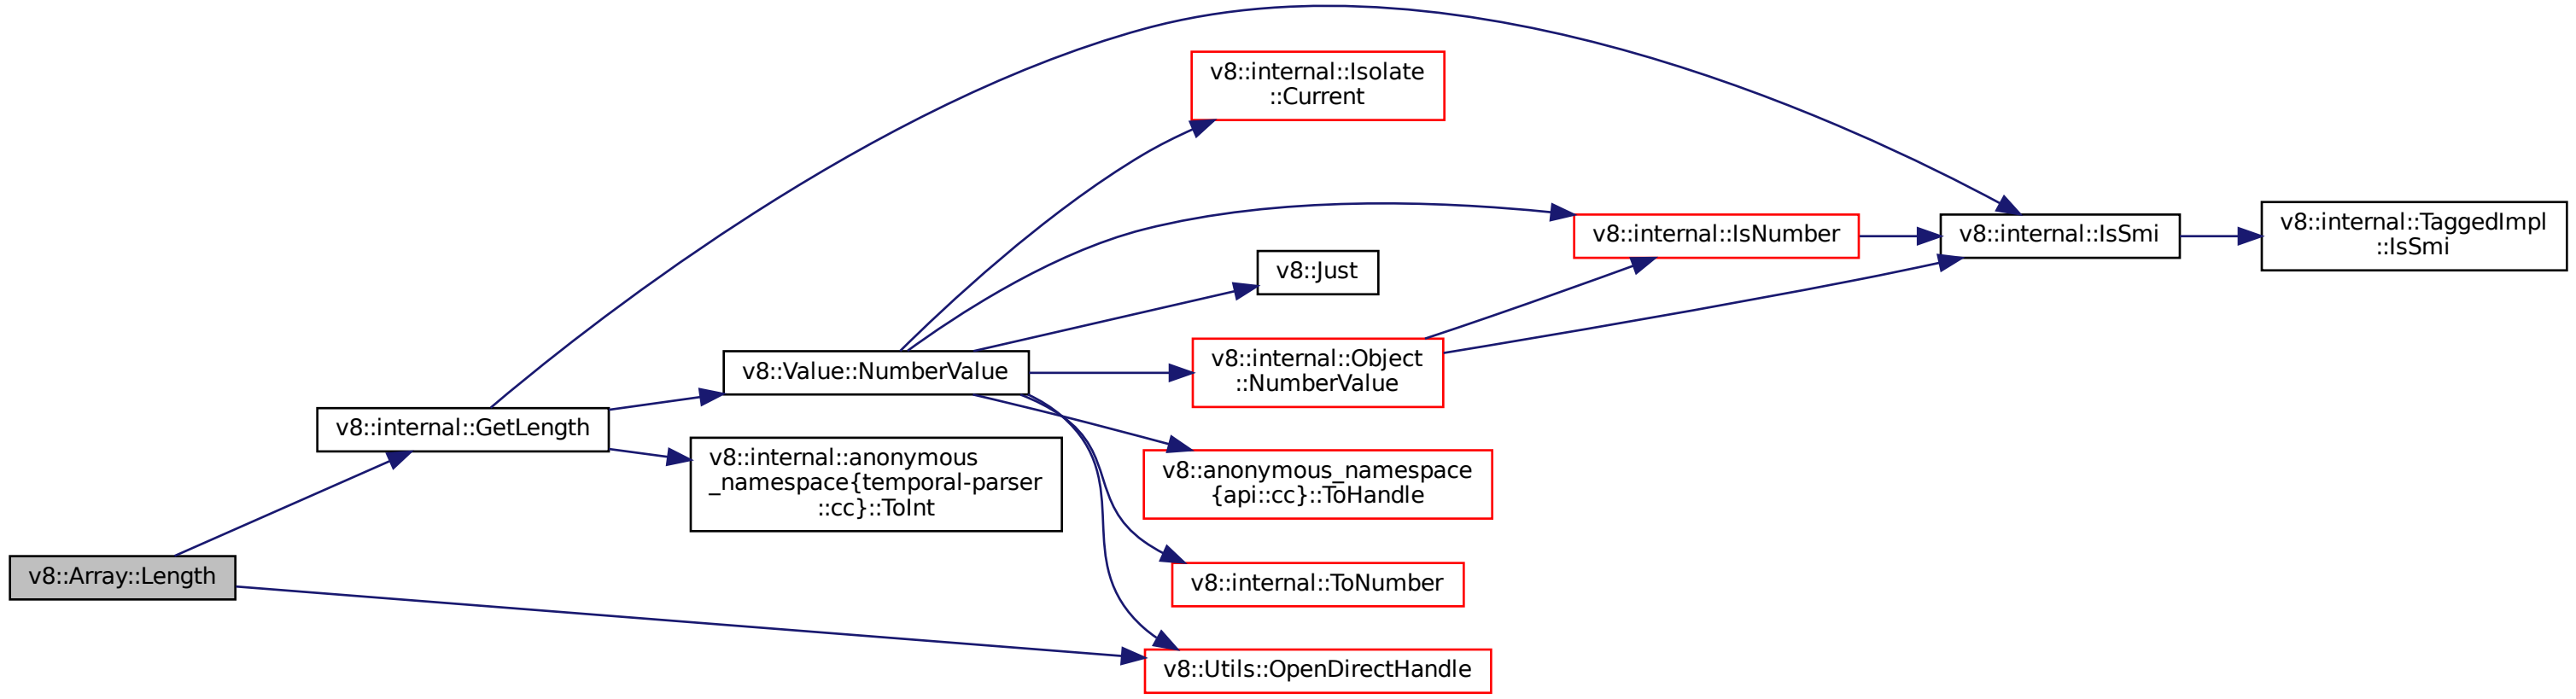 v8::Array::Length
v8::internal::GetLength
v8::Value::NumberValue
v8::internal::anonymous
_namespace{temporal-parser
::cc}::ToInt
v8::internal::Isolate
::Current
v8::Just
v8::internal::Object
::NumberValue
v8::anonymous_namespace
{api::cc}::ToHandle
v8::internal::ToNumber
v8::Utils::OpenDirectHandle
v8::internal::IsNumber
v8::internal::IsSmi
v8::internal::TaggedImpl
::IsSmi